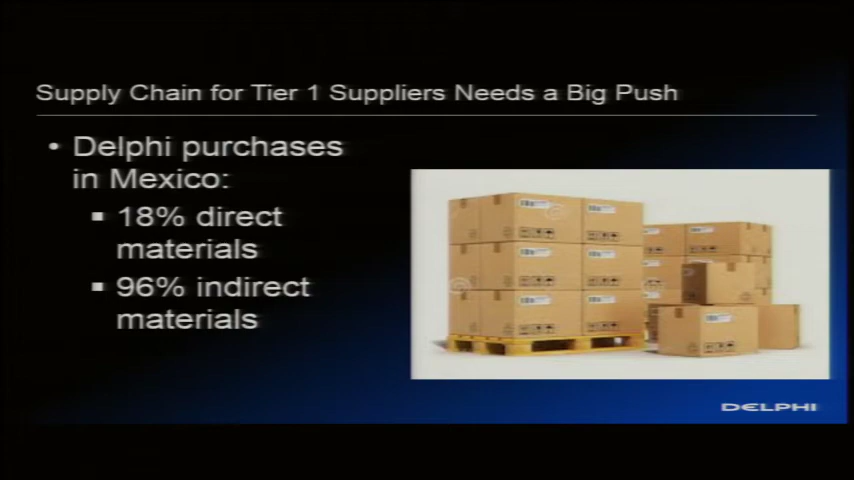 Supply Chain for Tier 1 Suppliers Needs a Big Push
• Delphi purchases
in Mexico:
▪ 18% direct
materials
▪ 96% indirect
materials
DELPHI